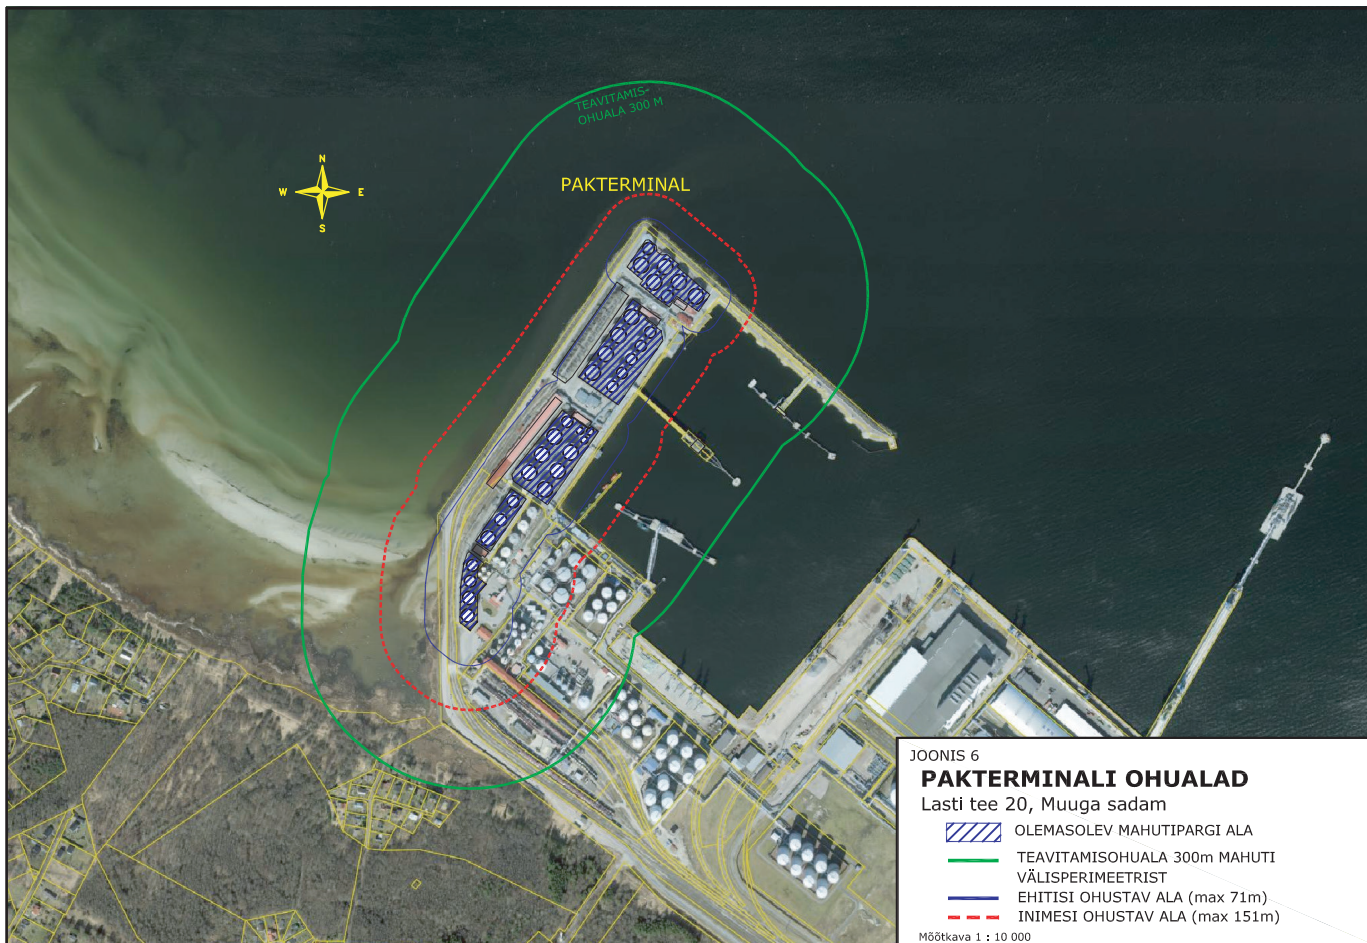 TEAVITAMIS-
OHUALA 300 M
N
W
E
S
PAKTERMINAL
JOONIS 6
PAKTERMINALI OHUALAD
Lasti tee 20, Muuga sadam
OLEMASOLEV MAHUTIPARGI ALA
TEAVITAMISOHUALA 300m MAHUTI
VÄLISPERIMEETRIST
EHITISI OHUSTAV ALA (max 71m)
INIMESI OHUSTAV ALA (max 151m)
Mõõtkava 1 : 10 000